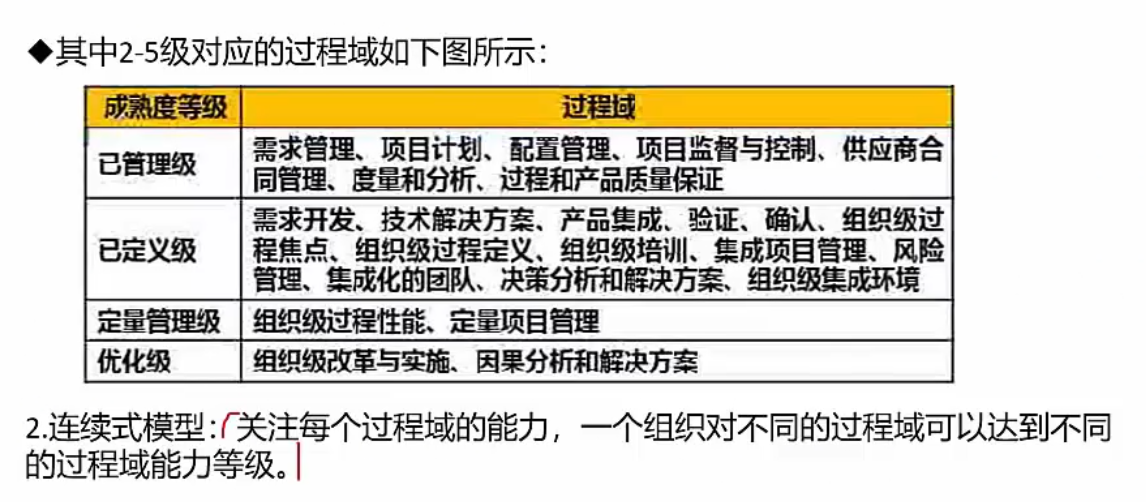 ◆其中2-5级对应的过程域如下图所示：
成熟度等级 过程域
已管理级 需求管理、项目计划、配置管理、项目监督与控制、供应商合
同管理、度量和分析、过程和产品质量保证
已定义级 需求开发、技术解决方案、产品集成、验证、确认、组织级过
程焦点、组织级过程定义、组织级培训、集成项目管理、风险
管理、集成化的团队、决策分析和解决方案、组织级集成环境
定量管理级 组织级过程性能、定量项目管理
优化级 组织级改革与实施、因果分析和解决方案
2.连续式模型：关注每个过程域的能力，一个组织对不同的过程域可以达到不同
的过程域能力等级。